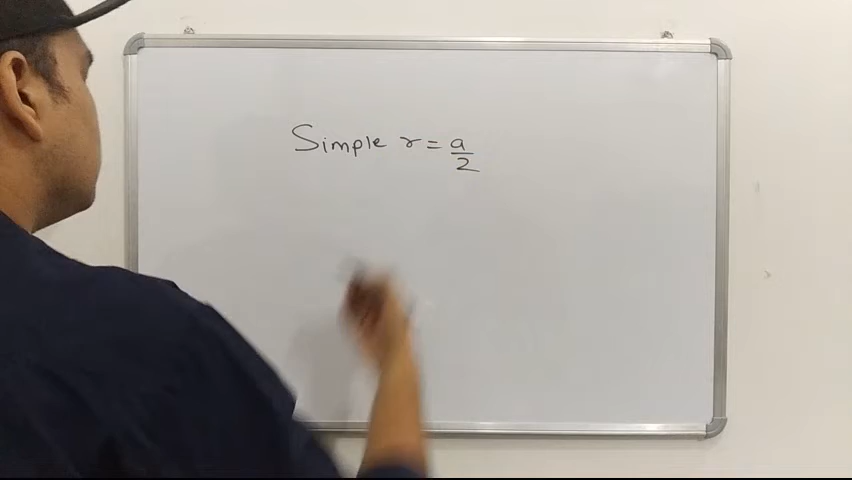 Simple r = a/2